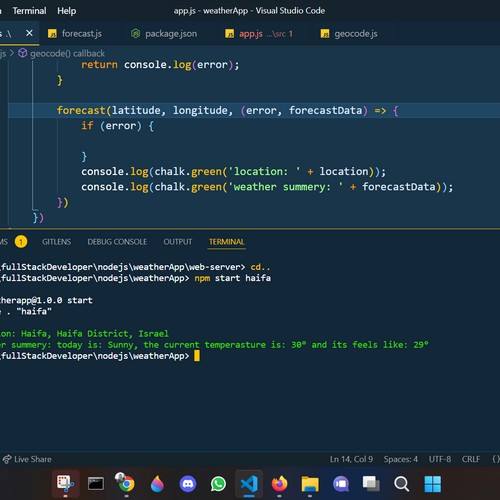 Terminal Help app.js - weatherApp - Visual Studio Code
.\ forecast.js package.json app.js ...\src 1 geocode.js
js > geocode() callback
return console.log(error);
}
forecast(latitude, longitude, (error, forecastData) => {
if (error) {
}
console.log(chalk.green('location: ' + location));
console.log(chalk.green('weather summery: ' + forecastData));
})
})
MS 1 GITLENS DEBUG CONSOLE OUTPUT TERMINAL
fullStackDeveloper\nodejs\weatherApp\web-server> cd..
fullStackDeveloper\nodejs\weatherApp> npm start haifa
therapp@1.0.0 start
e . "haifa"
ion: Haifa, Haifa District, Israel
er summery: today is: Sunny, the current temperasture is: 30° and its feels like: 29°
fullStackDeveloper\nodejs\weatherApp>
Live Share Ln 14, Col 9 Spaces: 4 UTF-8 CRLF {}